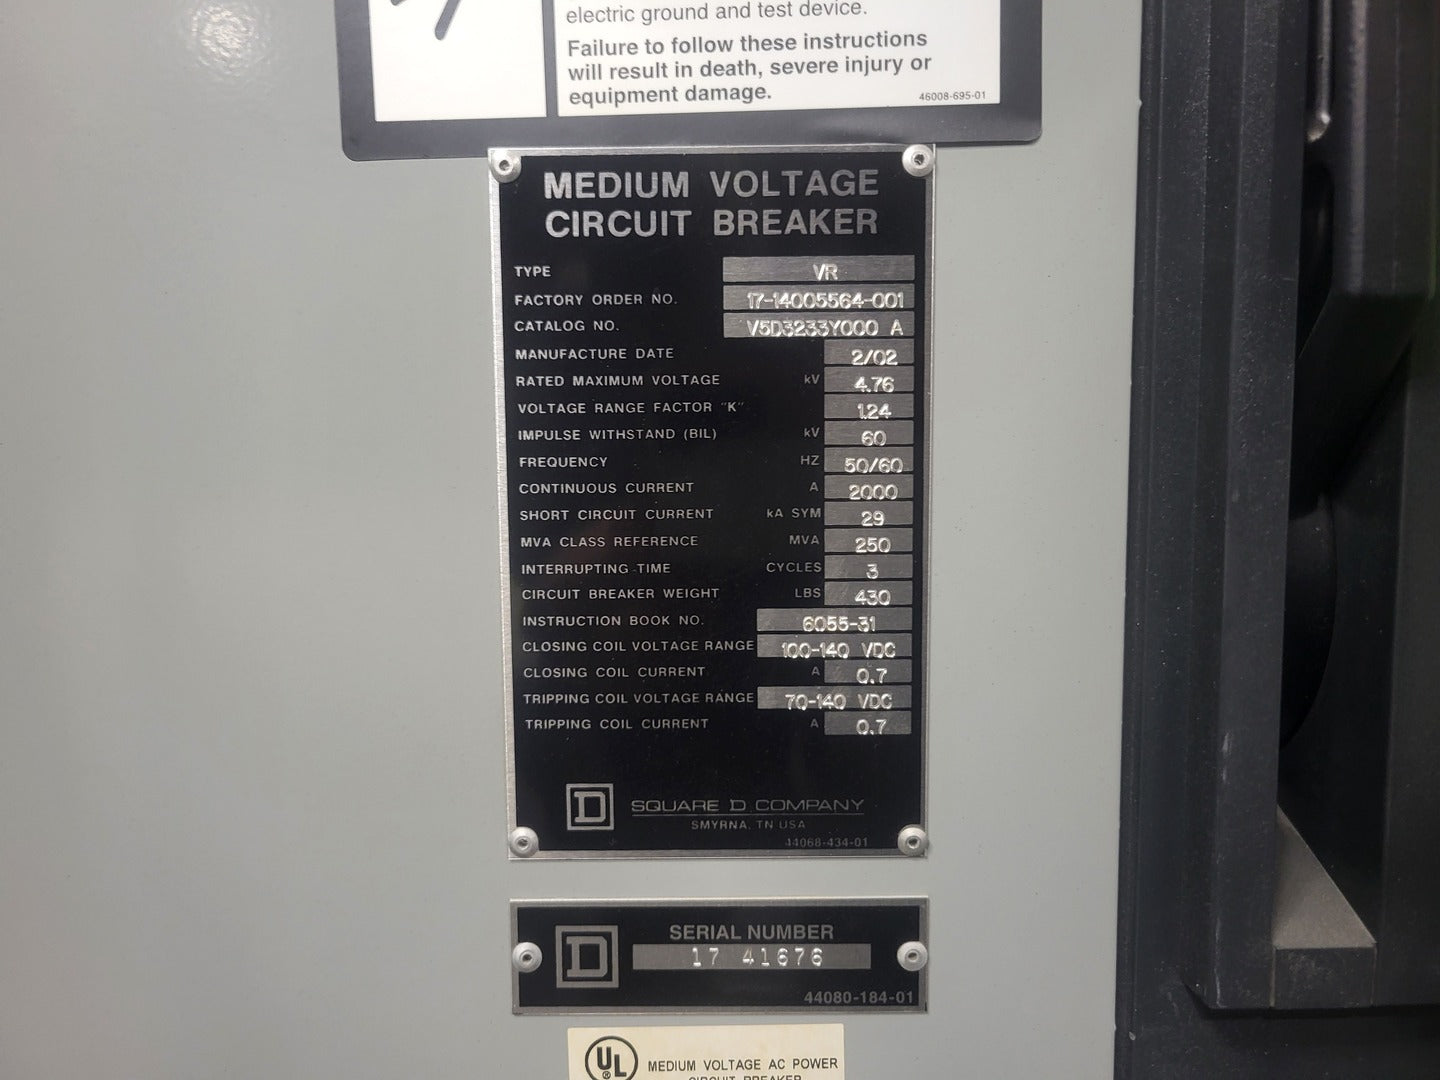 electric ground and test device.
Failure to follow these instructions
will result in death, severe injury or
equipment damage.
46008-695-01
MEDIUM VOLTAGE
CIRCUIT BREAKER
TYPE VR
FACTORY ORDER NO. 17-14005564-001
CATALOG NO. V5D3233Y000 A
MANUFACTURE DATE 2/02
RATED MAXIMUM VOLTAGE kV 4.76
VOLTAGE RANGE FACTOR "K" 1.24
IMPULSE WITHSTAND (BIL) kV 60
FREQUENCY HZ 50/60
CONTINUOUS CURRENT A 2000
SHORT CIRCUIT CURRENT kA SYM 29
MVA CLASS REFERENCE MVA 250
INTERRUPTING TIME CYCLES 3
CIRCUIT BREAKER WEIGHT LBS 430
INSTRUCTION BOOK NO. 6055-31
CLOSING COIL VOLTAGE RANGE 100-140 VDC
CLOSING COIL CURRENT A 0.7
TRIPPING COIL VOLTAGE RANGE 70-140 VDC
TRIPPING COIL CURRENT A 0.7
D SQUARE D COMPANY
SMYRNA, TN USA
44068-434-01
D SERIAL NUMBER
17 41676
44080-184-01
UL ® MEDIUM VOLTAGE AC POWER
CIRCUIT BREAKER